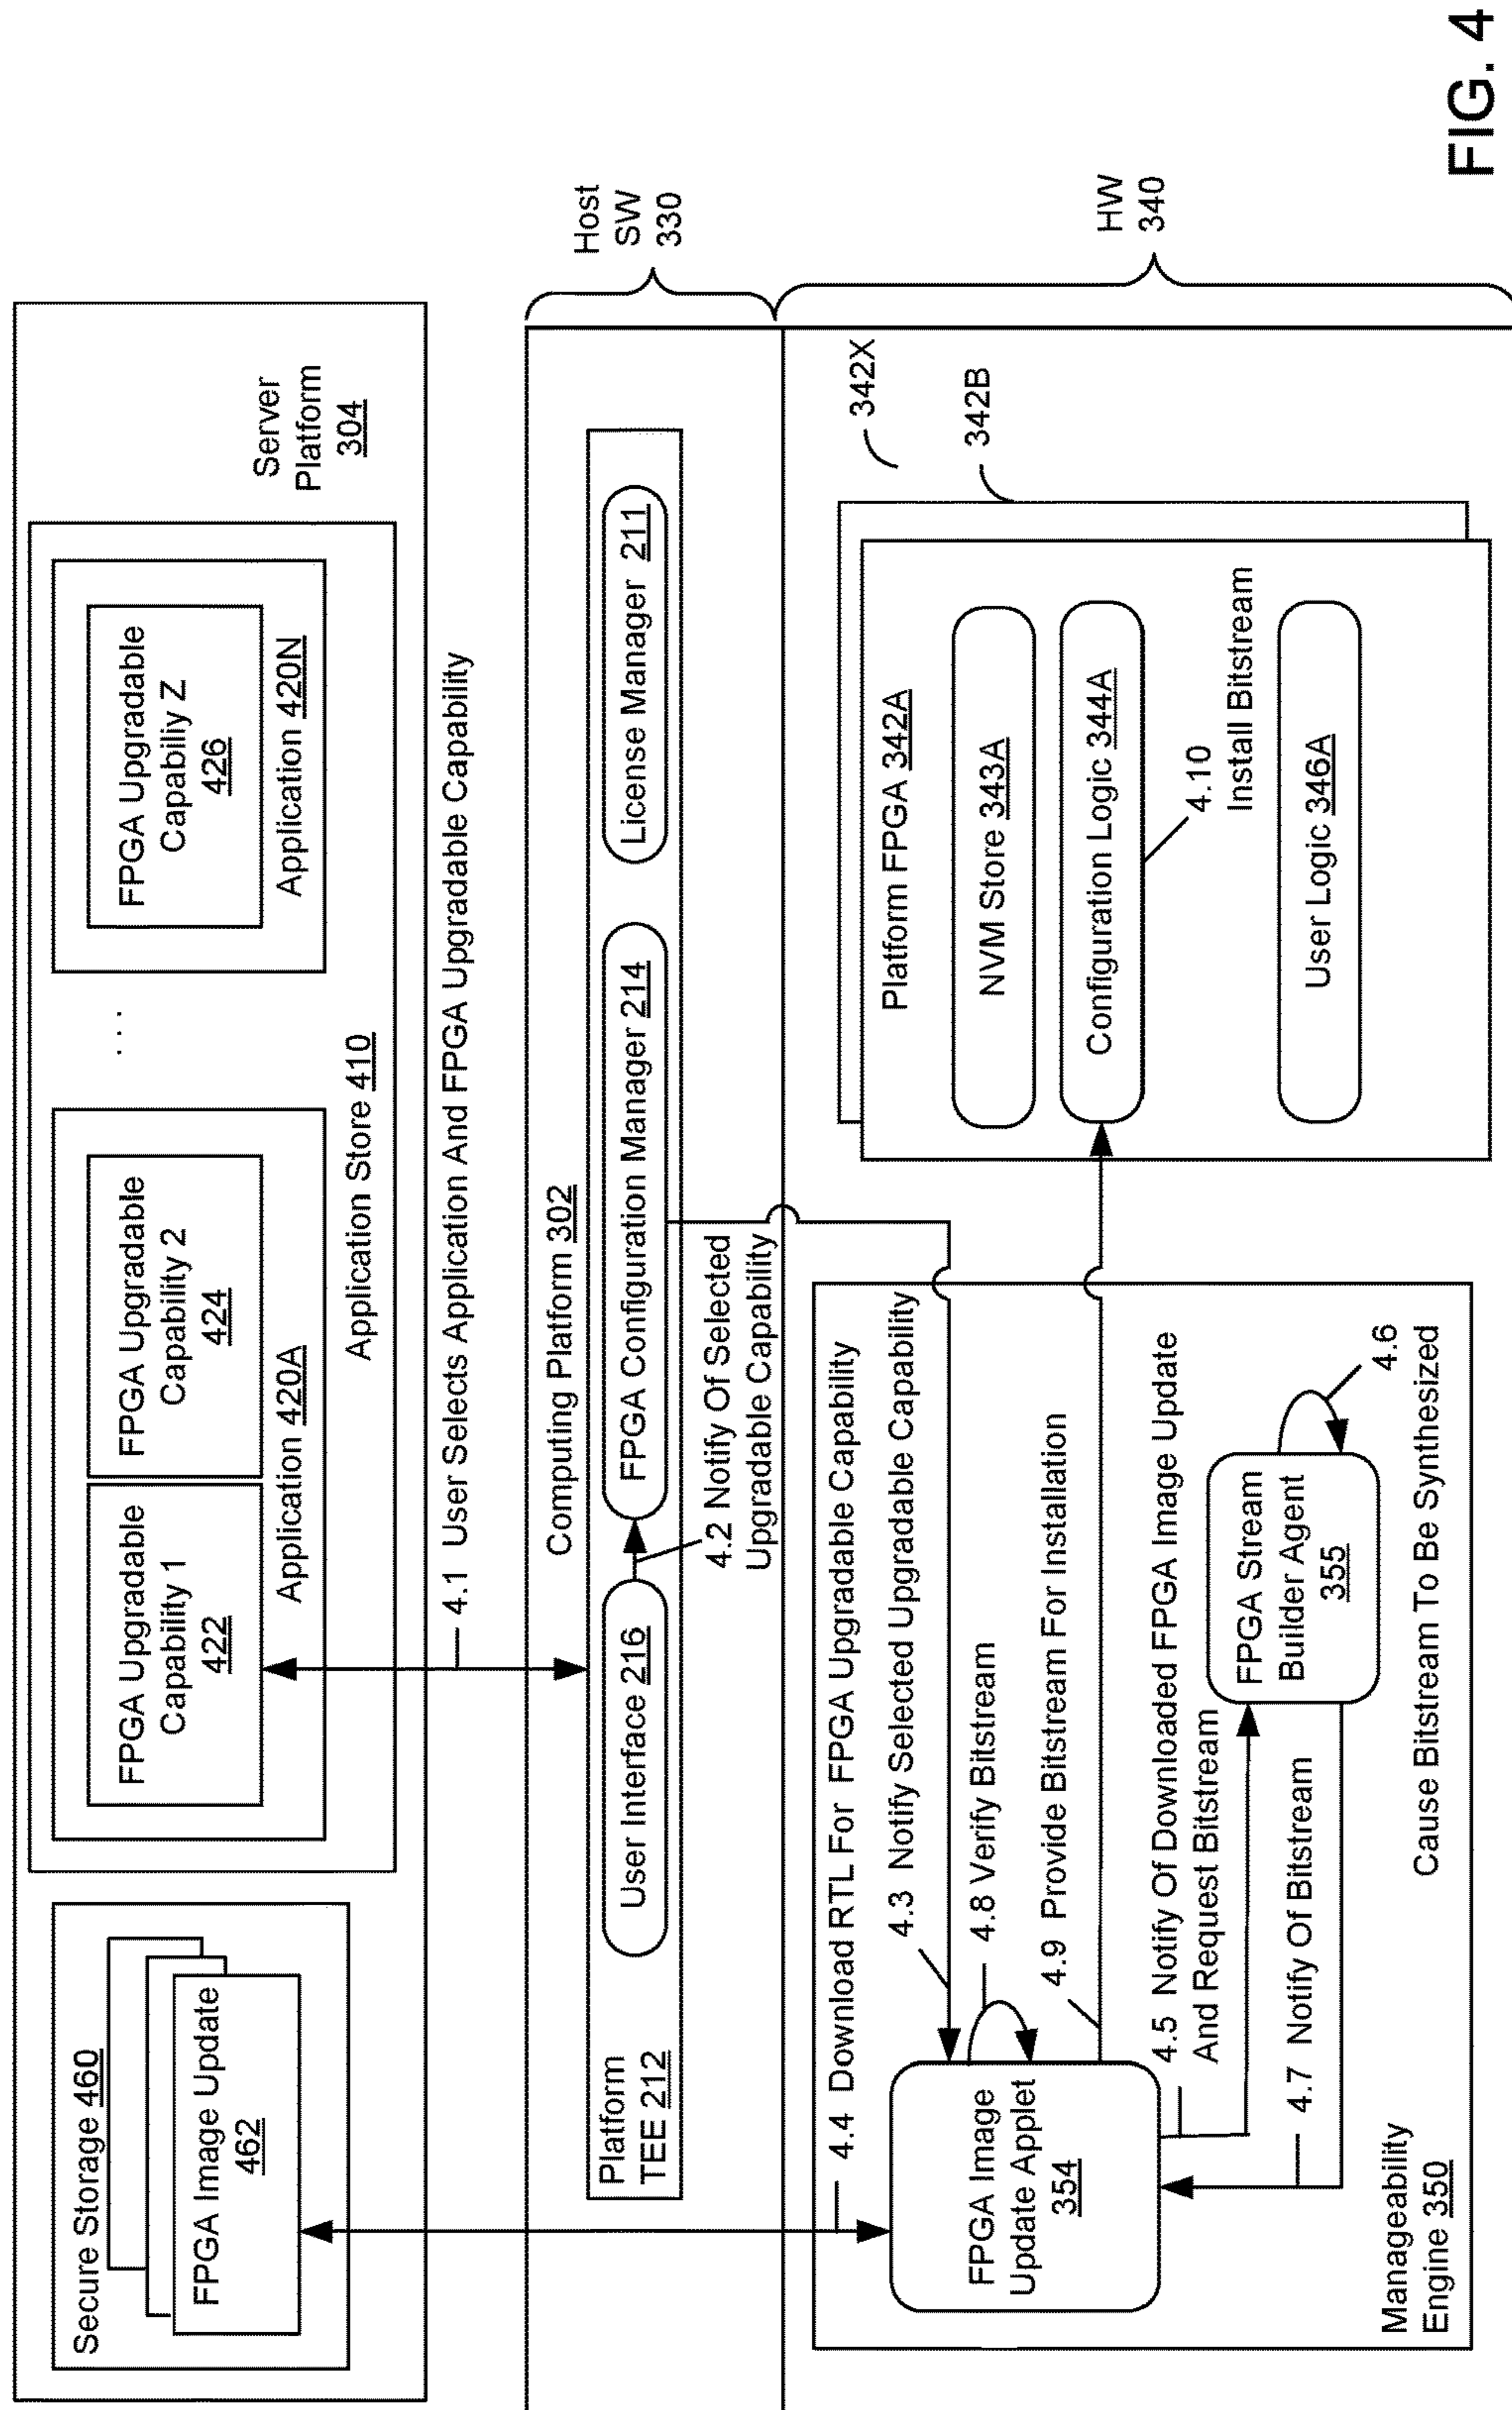 Secure Storage 460
FPGA Image Update
462
FPGA Upgradable
Capability 1
422
FPGA Upgradable
Capability 2
424
Application 420A
. . .
FPGA Upgradable
Capabiliy Z
426
Application 420N
Application Store 410
Server
Platform
304
4.1 User Selects Application And FPGA Upgradable Capability
Computing Platform 302
Host
SW
330
Platform
TEE 212
User Interface 216
FPGA Configuration Manager 214
License Manager 211
4.2 Notify Of Selected
Upgradable Capability
HW
340
4.4 Download RTL For FPGA Upgradable Capability
4.3 Notify Selected Upgradable Capability
4.8 Verify Bitstream
4.9 Provide Bitstream For Installation
FPGA Image
Update Applet
354
4.5 Notify Of Downloaded FPGA Image Update
And Request Bitstream
4.7 Notify Of Bitstream
FPGA Stream
Builder Agent
355
4.6
Cause Bitstream To Be Synthesized
Manageability
Engine 350
342X
342B
Platform FPGA 342A
NVM Store 343A
Configuration Logic 344A
4.10
Install Bitstream
User Logic 346A
FIG. 4